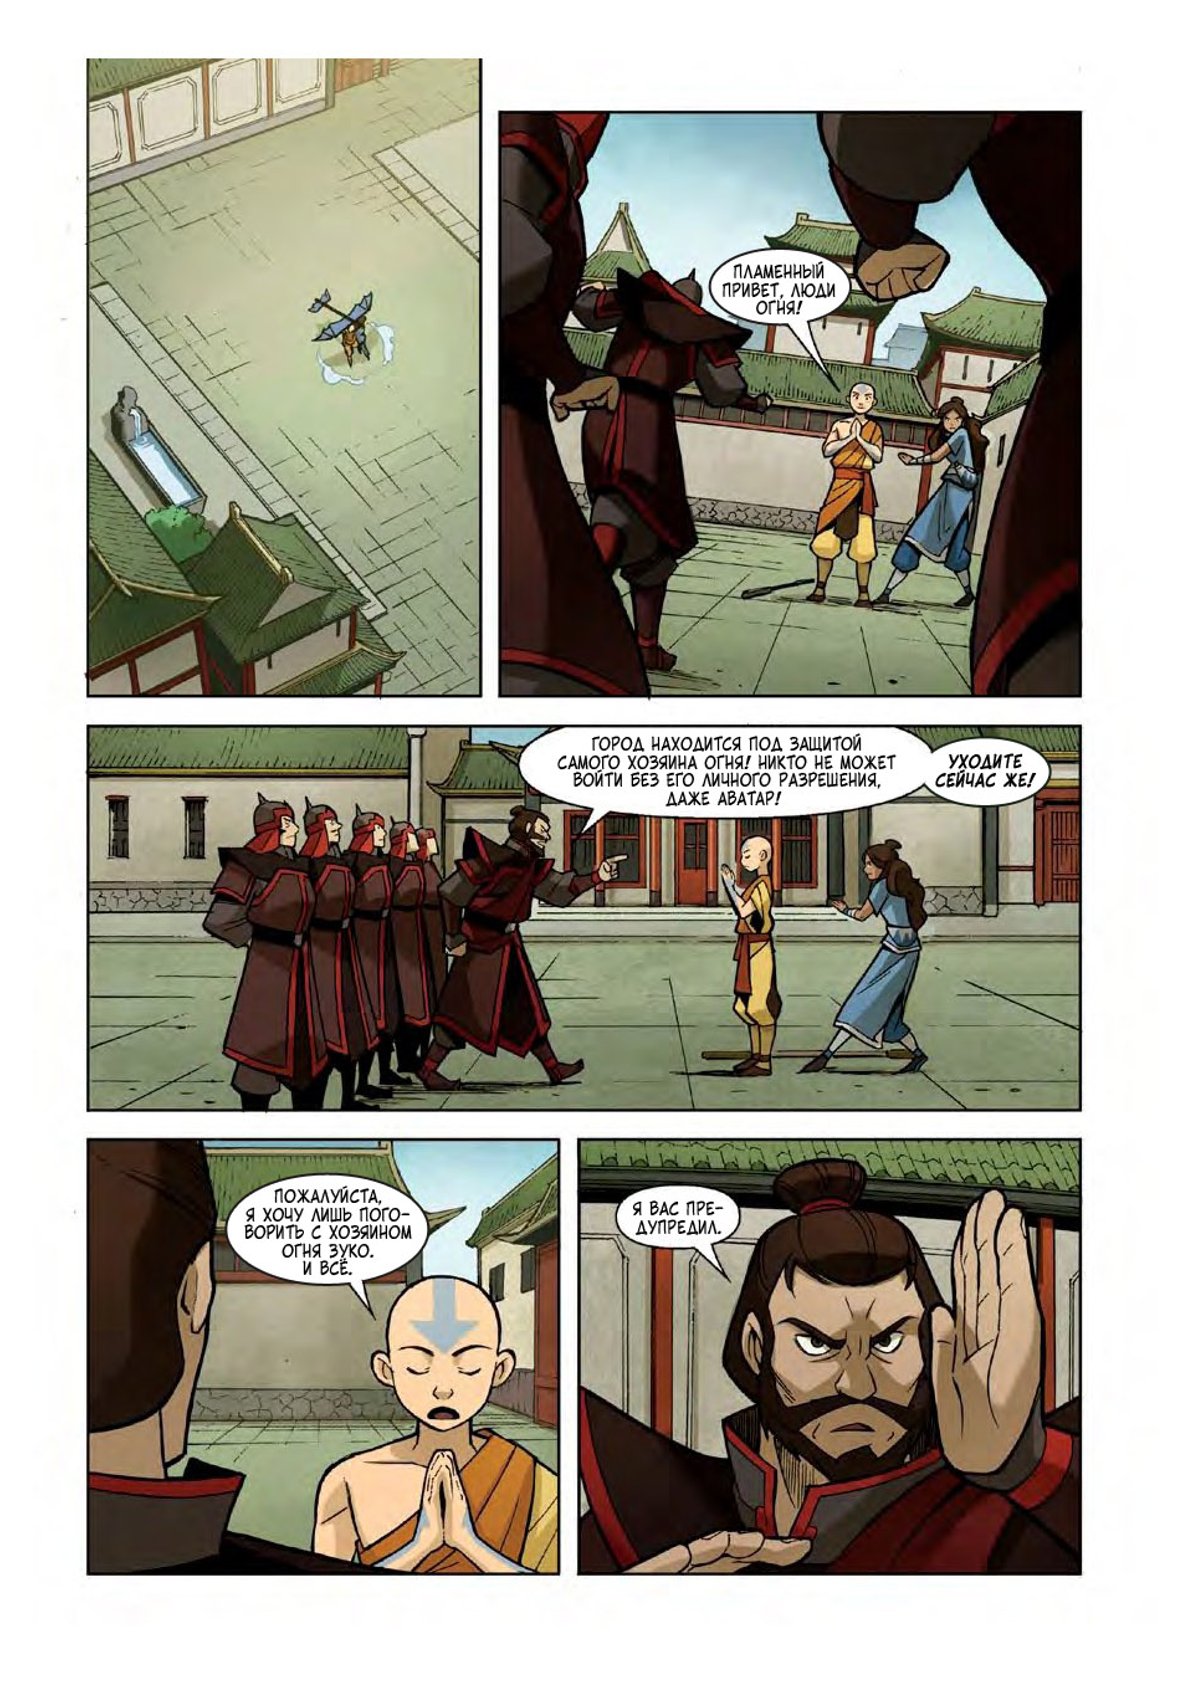 ПЛАМЕННЫЙ
ПРИВЕТ, ЛЮДИ
ОГНЯ!
ГОРОД НАХОДИТСЯ ПОД ЗАЩИТОЙ
САМОГО ХОЗЯИНА ОГНЯ! НИКТО НЕ МОЖЕТ
ВОЙТИ БЕЗ ЕГО ЛИЧНОГО РАЗРЕШЕНИЯ,
ДАЖЕ АВАТАР!
УХОДИТЕ
СЕЙЧАС ЖЕ!
ПОЖАЛУЙСТА,
Я ХОЧУ ЛИШЬ ПОГО-
ВОРИТЬ С ХОЗЯИНОМ
ОГНЯ ЗУКО.
И ВСЁ.
Я ВАС ПРЕ-
ДУПРЕДИЛ.